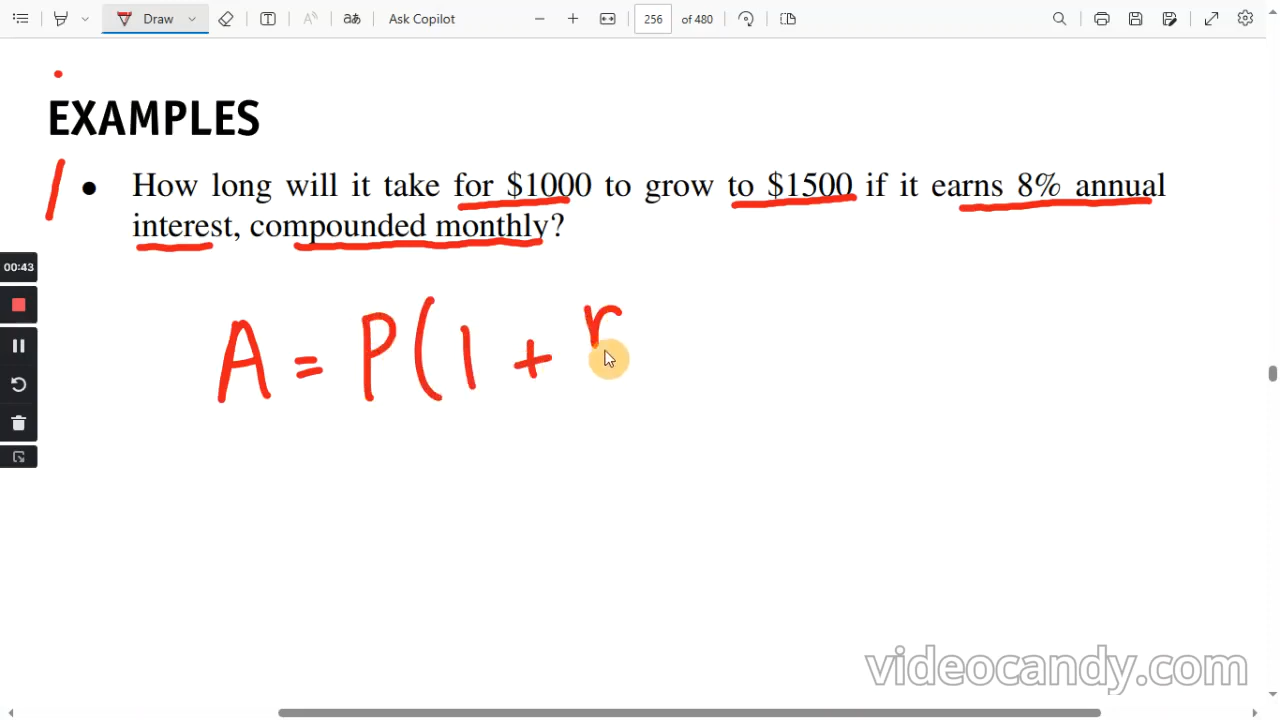 Draw
Ask Copilot
256 of 480
EXAMPLES
1 • How long will it take for $1000 to grow to $1500 if it earns 8% annual
interest, compounded monthly?
00:43
A = P(1 + r
videocandy.com